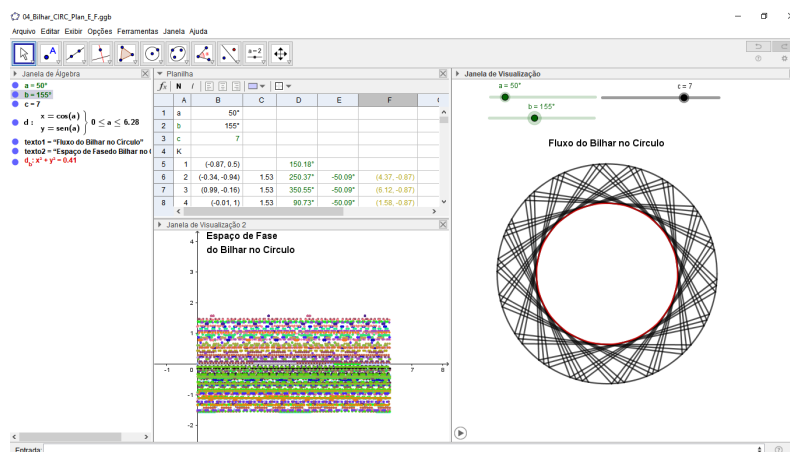 04_Bilhar_CIRC_Plan_E_F.ggb
Arquivo Editar Exibir Opções Ferramentas Janela Ajuda
a=2
Janela de Álgebra
a = 50°
b = 155°
c = 7
d : x = cos(a)
y = sen(a) } 0 ≤ a ≤ 6.28
texto1 = "Fluxo do Bilhar no Círculo"
texto2 = "Espaço de Fasedo Bilhar no (
d_b: x² + y² = 0.41
Planilha
fx N I
A B C D E F
1 a 50°
2 b 155°
3 c 7
4 K
5 1 (-0.87, 0.5) 150.18°
6 2 (-0.34, -0.94) 1.53 250.37° -50.09° (4.37, -0.87)
7 3 (0.99, -0.16) 1.53 350.55° -50.09° (6.12, -0.87)
8 4 (-0.01, 1) 1.53 90.73° -50.09° (1.58, -0.87)
Janela de Visualização 2
Espaço de Fase
do Bilhar no Círculo
4
3
2
1
-1 0 7 8
-1
-2
Janela de Visualização
a = 50°
c = 7
b = 155°
Fluxo do Bilhar no Círculo
Entrada: